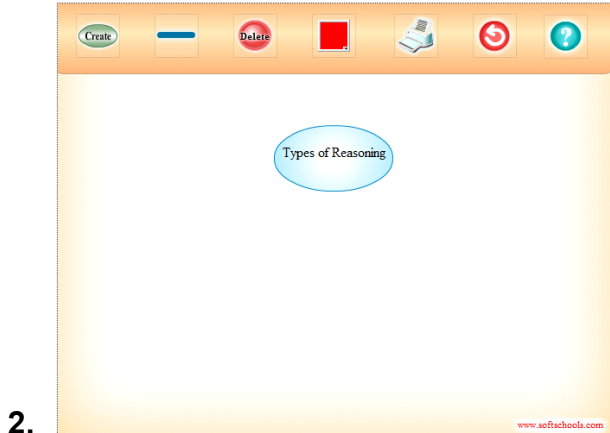 Create
Delete
?
Types of Reasoning
2.
www.softschools.com